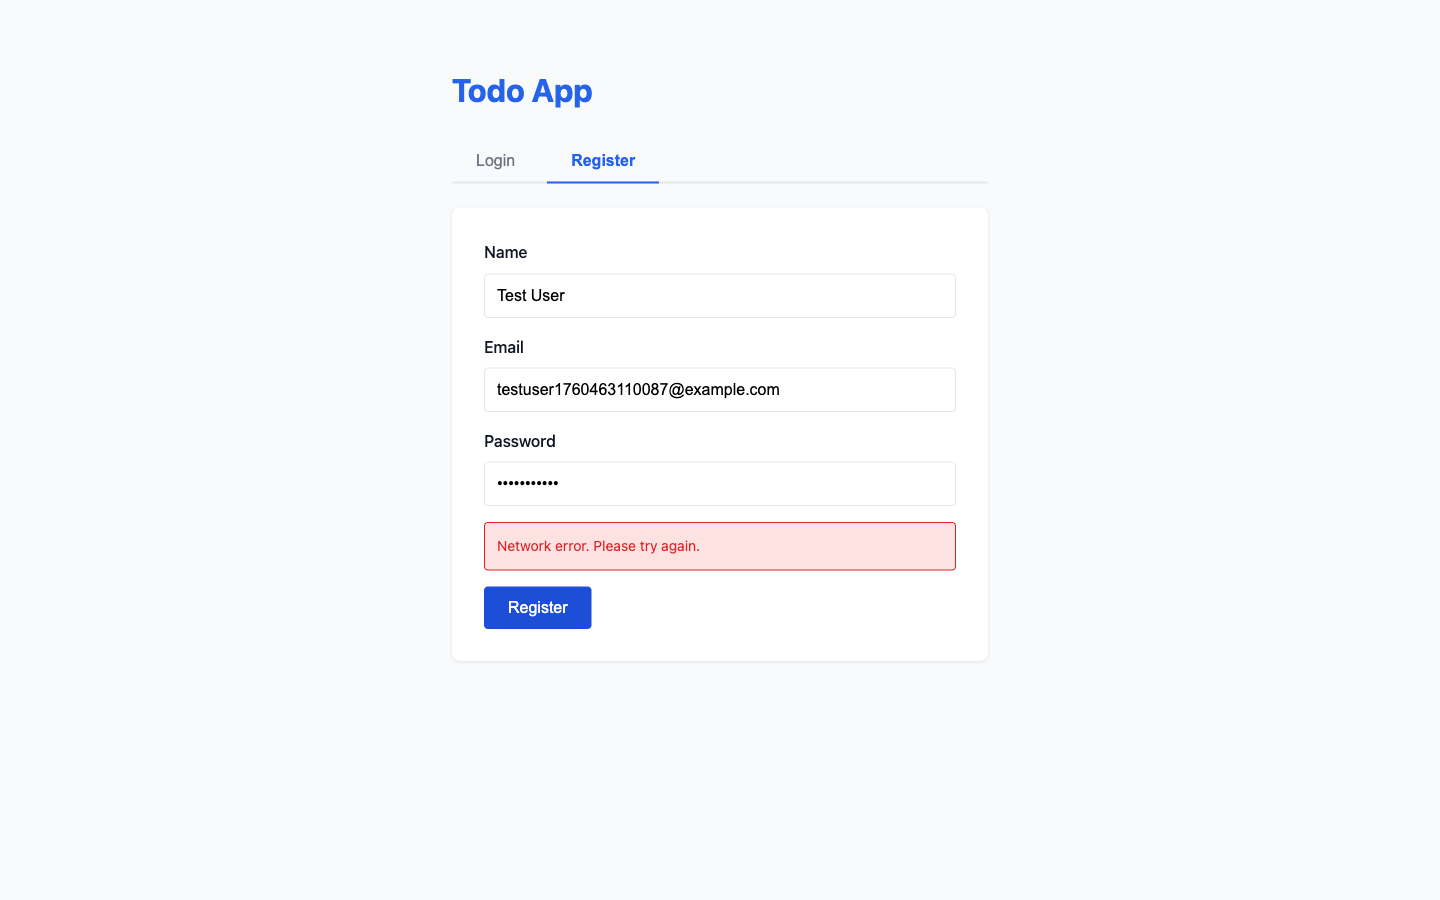 Todo App
Login Register
Name
Test User
Email
testuser1760463110087@example.com
Password
•••••••••••
Network error. Please try again.
Register